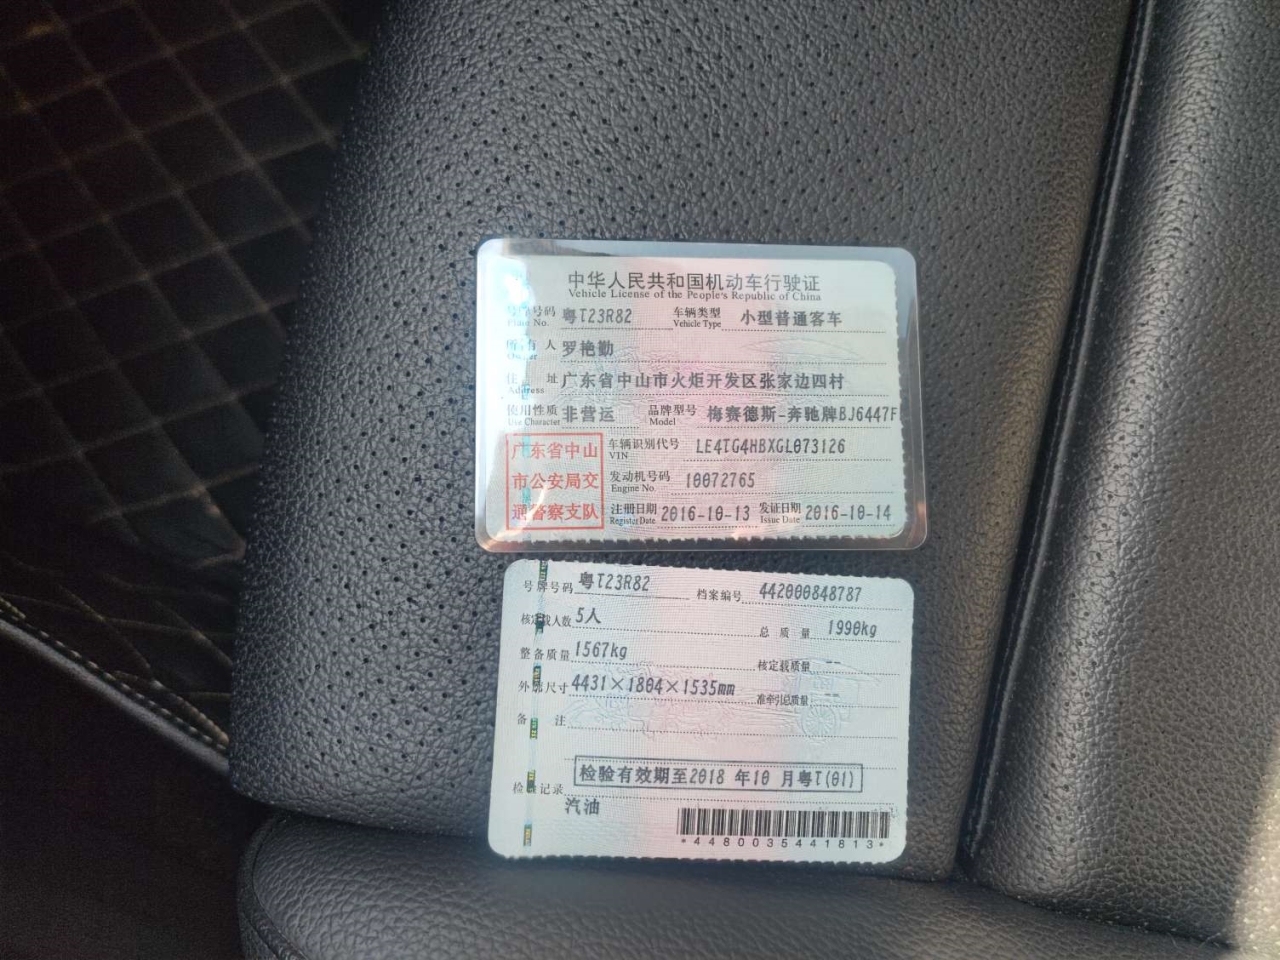 中华人民共和国机动车行驶证
Vehicle License of the People's Republic of China
号牌号码 粤T23R82 车辆类型 小型普通客车
Plate No. Vehicle Type
所有人 罗艳勤
Owner
住址 广东省中山市火炬开发区张家边四村
Address
使用性质 非营运 品牌型号 梅赛德斯-奔驰牌BJ6447F
Use Character Model
广东省中山
市公安局交
通警察支队
车辆识别代号 LE4TG4HBXGL073126
VIN
发动机号码 10072765
Engine No.
注册日期 2016-10-13 发证日期 2016-10-14
Register Date Issue Date
号牌号码 粤T23R82 档案编号 442000848787
核定载人数 5人 总质量 1990kg
整备质量 1567kg 核定载质量 --
外廓尺寸 4431×1804×1535mm 准牵引总质量 --
备注
检验有效期至2018 年10 月粤T(01)
检验记录
汽油
*4480035441813*